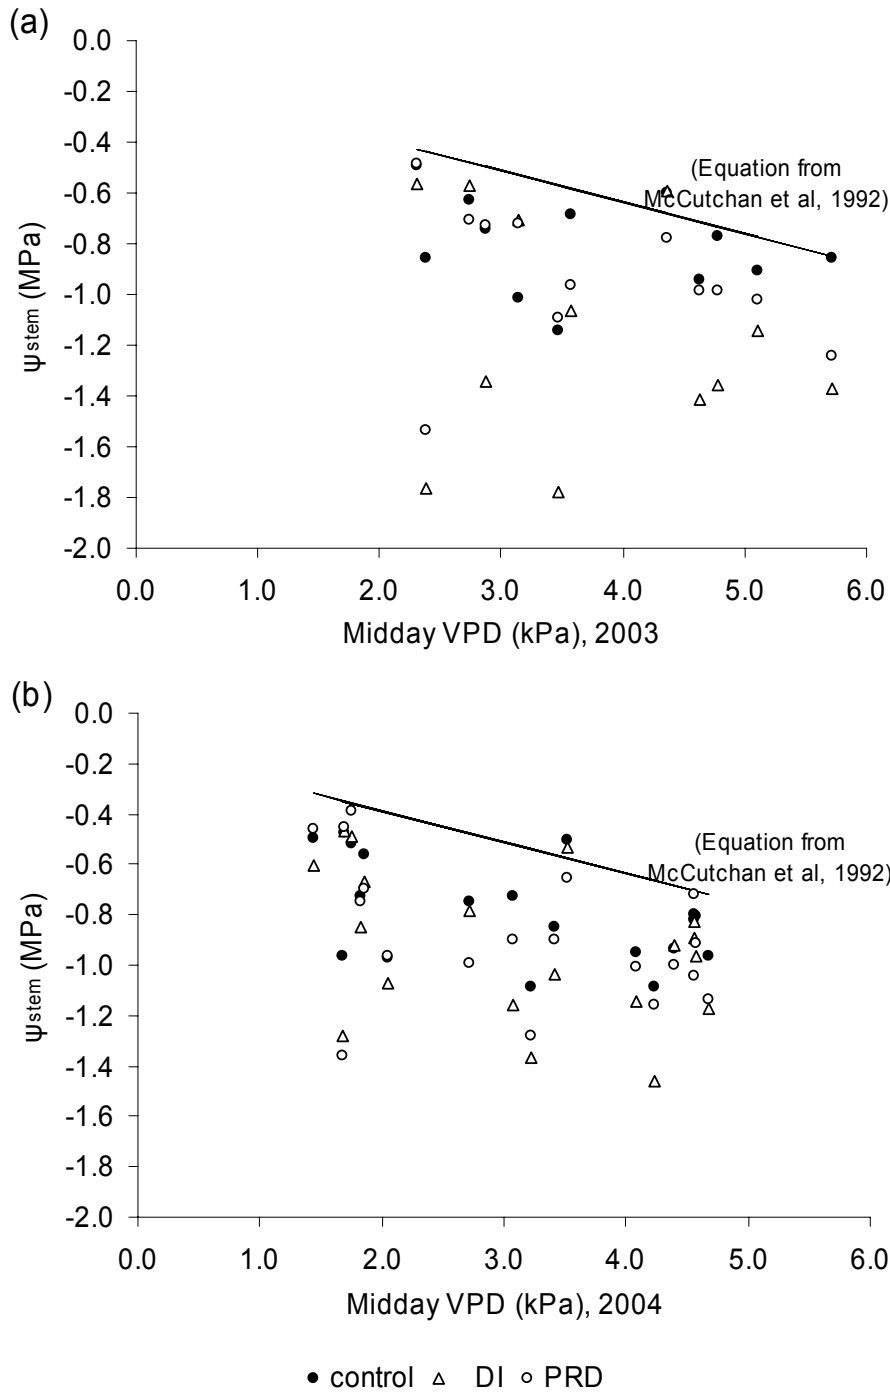 (a)
0.0
-0.2
-0.4
-0.6
-0.8
-1.0
-1.2
-1.4
-1.6
-1.8
-2.0
ψstem (MPa)
(Equation from
McCutchan et al, 1992)
0.0 1.0 2.0 3.0 4.0 5.0 6.0
Midday VPD (kPa), 2003
(b)
0.0
-0.2
-0.4
-0.6
-0.8
-1.0
-1.2
-1.4
-1.6
-1.8
-2.0
ψstem (MPa)
(Equation from
McCutchan et al, 1992)
0.0 1.0 2.0 3.0 4.0 5.0 6.0
Midday VPD (kPa), 2004
control DI PRD